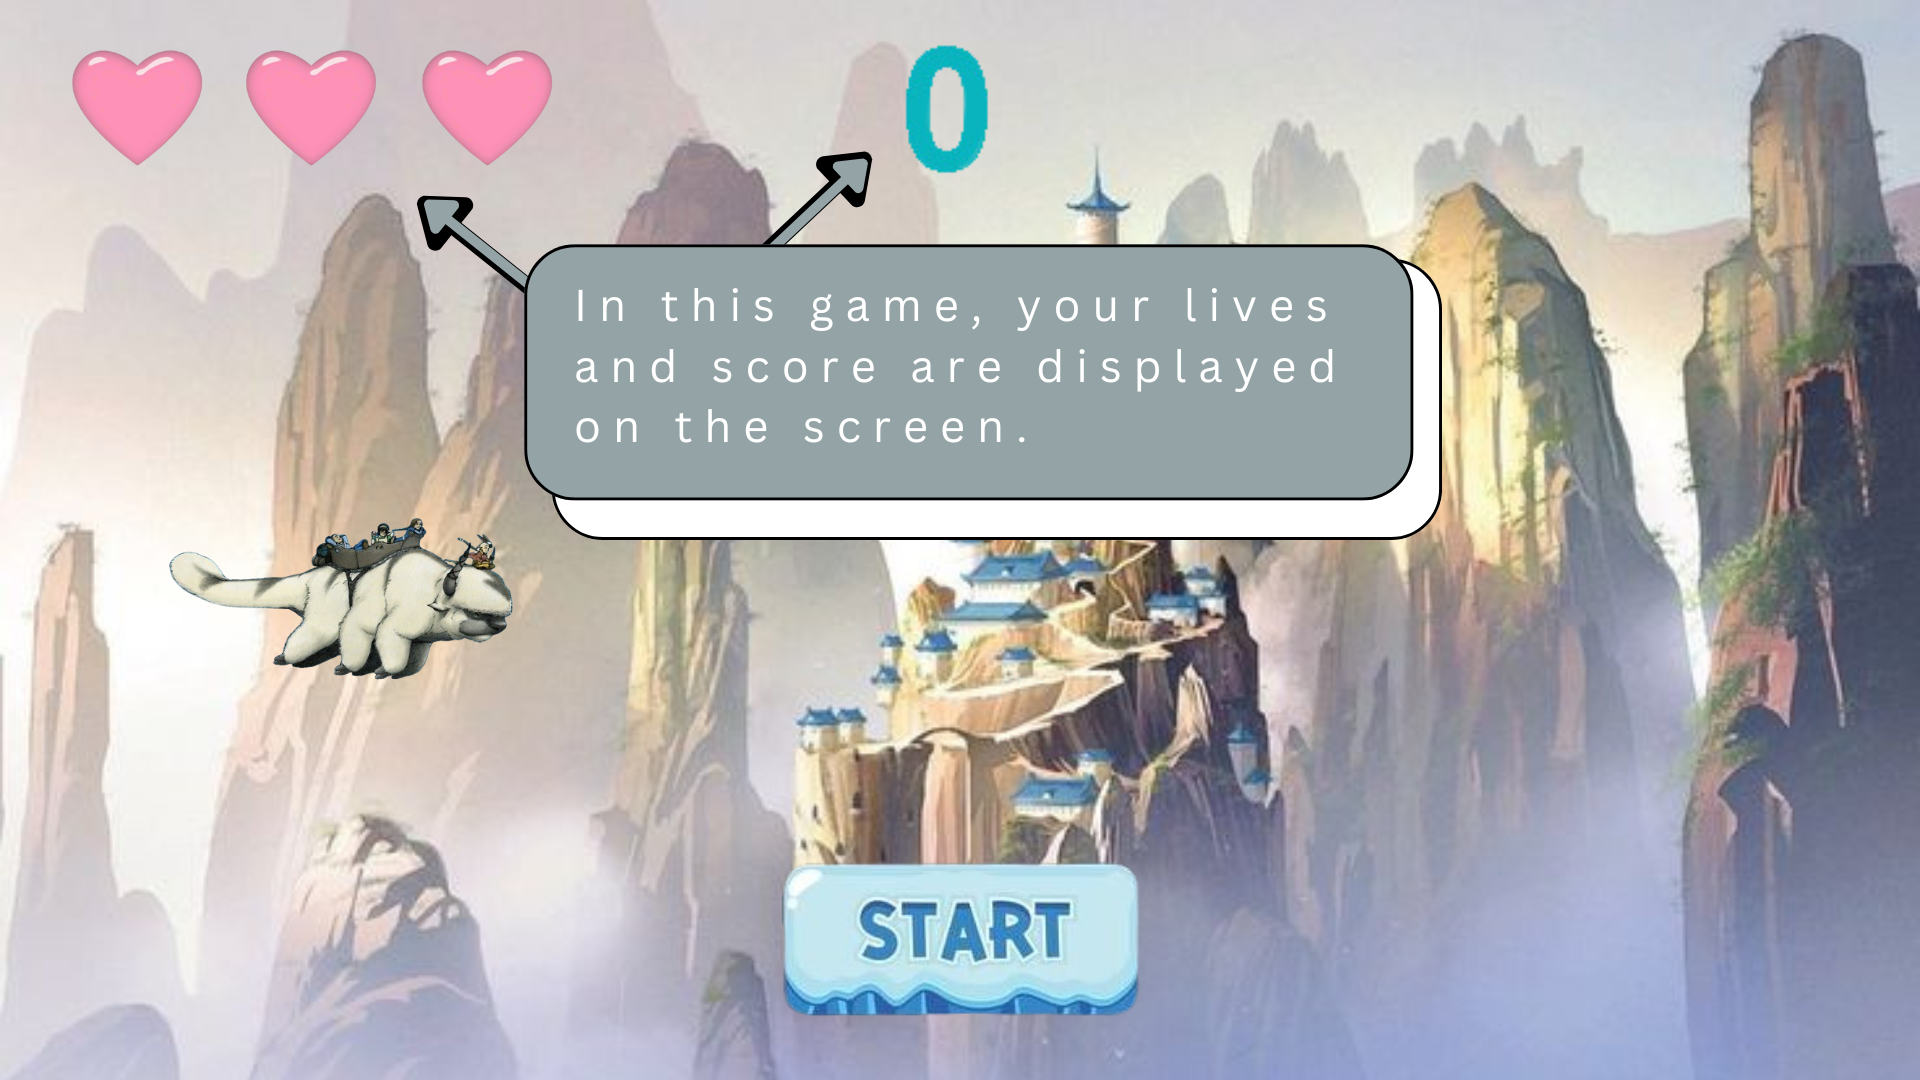 0
In this game, your lives
and score are displayed
on the screen.
START